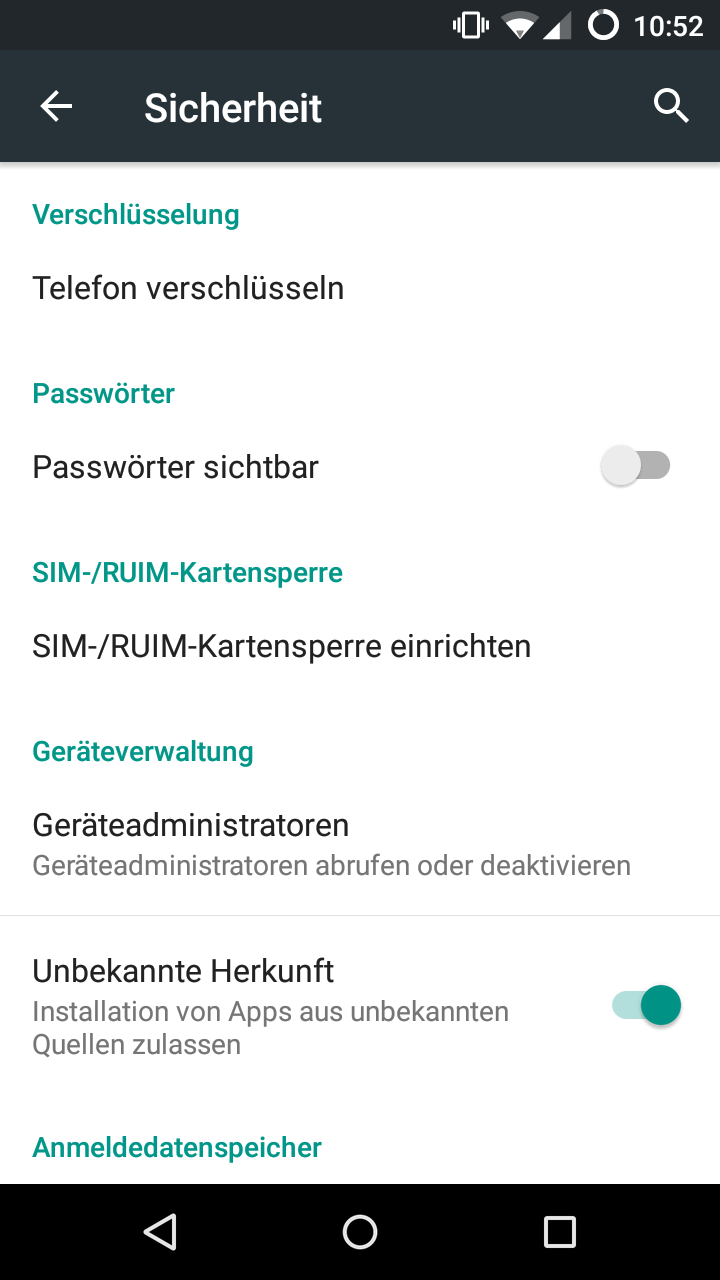 10:52
Sicherheit
Verschlüsselung
Telefon verschlüsseln
Passwörter
Passwörter sichtbar
SIM-/RUIM-Kartensperre
SIM-/RUIM-Kartensperre einrichten
Geräteverwaltung
Geräteadministratoren
Geräteadministratoren abrufen oder deaktivieren
Unbekannte Herkunft
Installation von Apps aus unbekannten
Quellen zulassen
Anmeldedatenspeicher